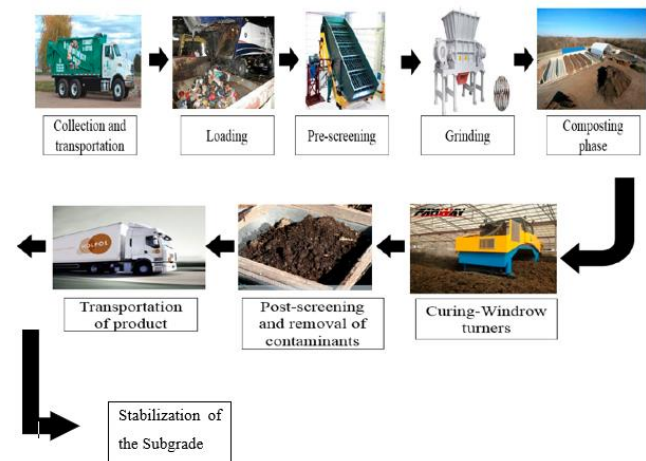 Collection and
transportation
Loading
Pre-screening
Grinding
Composting
phase
Curing-Windrow
turners
Post-screening
and removal of
contaminants
Transportation
of product
Stabilization of
the Subgrade